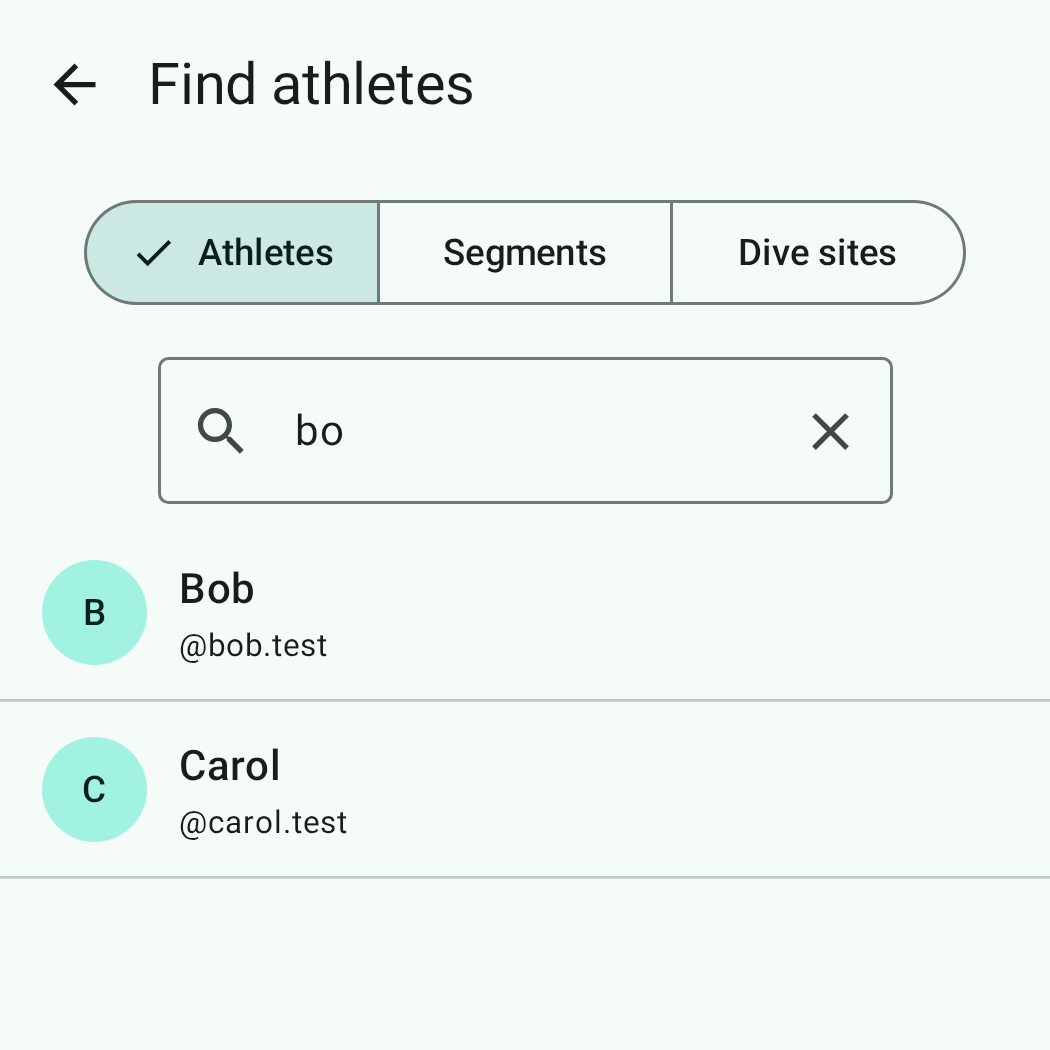 Find athletes
Athletes Segments Dive sites
bo
B
Bob
@bob.test
C
Carol
@carol.test